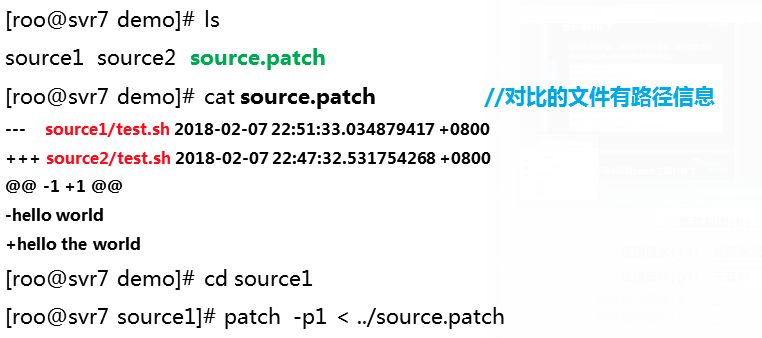 [roo@svr7 demo]# ls
source1 source2 source.patch
[roo@svr7 demo]# cat source.patch //对比的文件有路径信息
--- source1/test.sh 2018-02-07 22:51:33.034879417 +0800
+++ source2/test.sh 2018-02-07 22:47:32.531754268 +0800
@@ -1 +1 @@
-hello world
+hello the world
[roo@svr7 demo]# cd source1
[roo@svr7 source1]# patch -p1 < ../source.patch